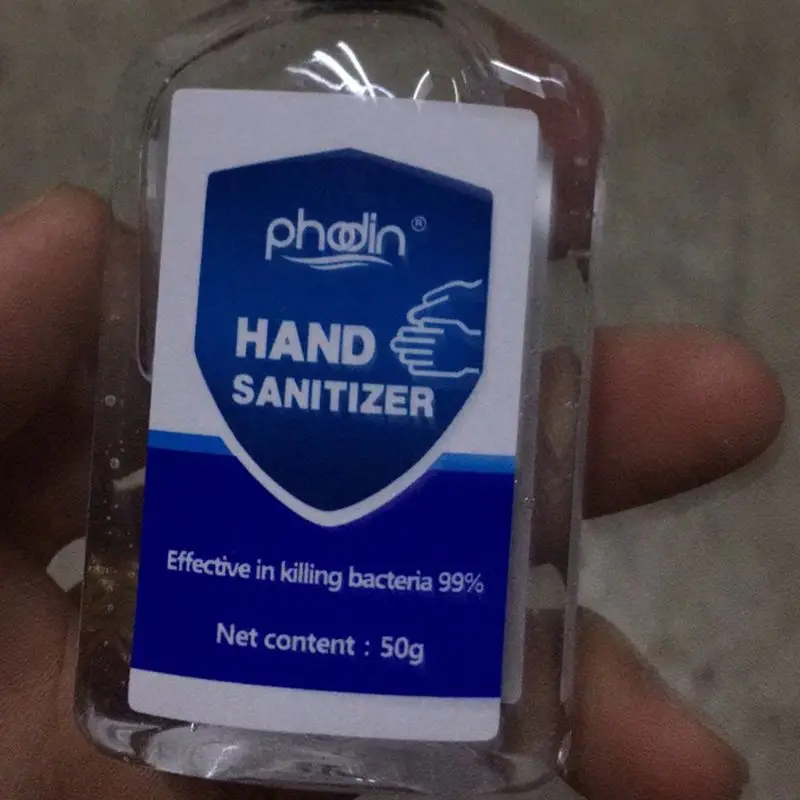 phodin®
HAND
SANITIZER
Effective in killing bacteria 99%
Net content : 50g